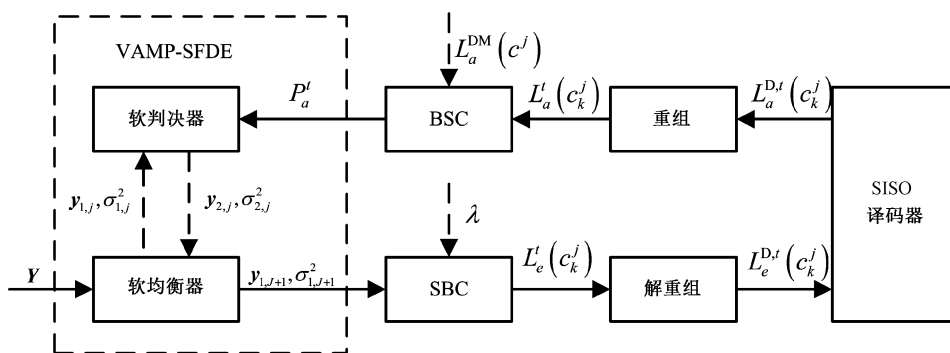 VAMP-SFDE
L_a^{DM}(c^j)
软判决器
P_a^t
BSC
L_a^t(c_k^j)
重组
L_a^{D,t}(c_k^j)
SISO
译码器
y_{1,j}, σ_{1,j}^2
y_{2,j}, σ_{2,j}^2
λ
Y
软均衡器
y_{1,J+1}, σ_{1,J+1}^2
SBC
L_e^t(c_k^j)
解重组
L_e^{D,t}(c_k^j)